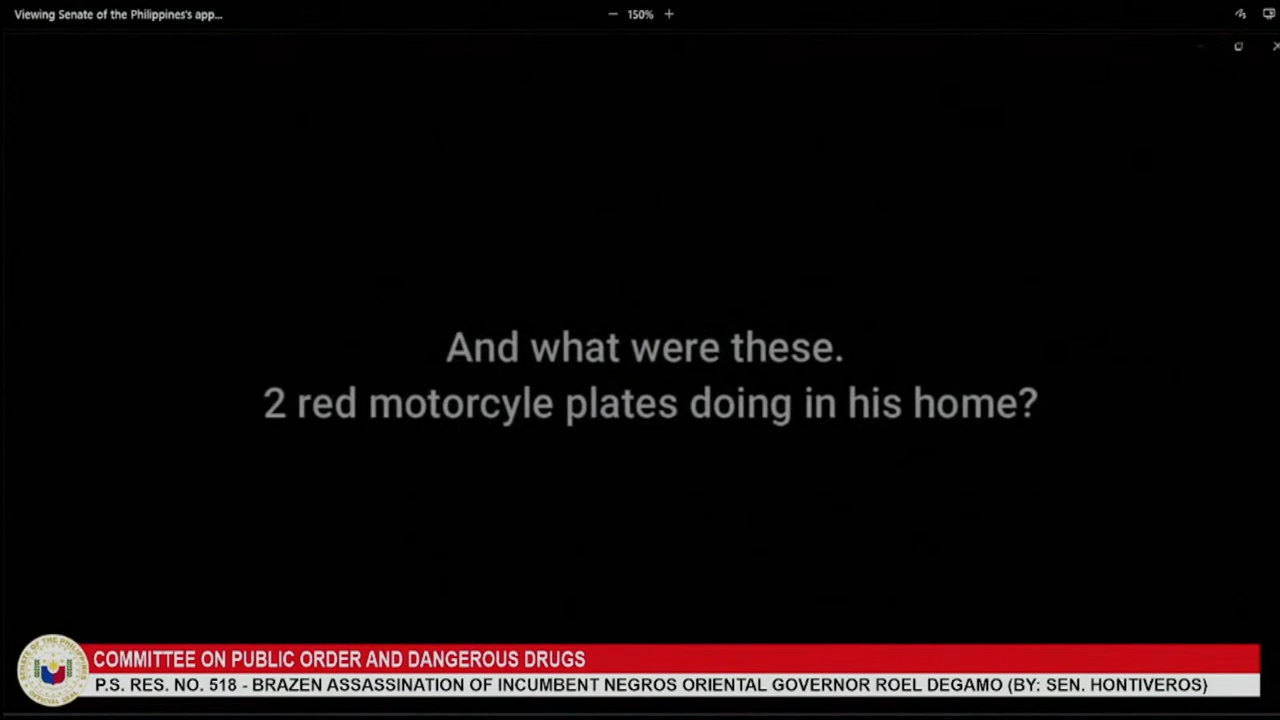 Viewing Senate of the Philippines's app...
150%
And what were these.
2 red motorcyle plates doing in his home?
COMMITTEE ON PUBLIC ORDER AND DANGEROUS DRUGS
P.S. RES. NO. 518 - BRAZEN ASSASSINATION OF INCUMBENT NEGROS ORIENTAL GOVERNOR ROEL DEGAMO (BY: SEN. HONTIVEROS)